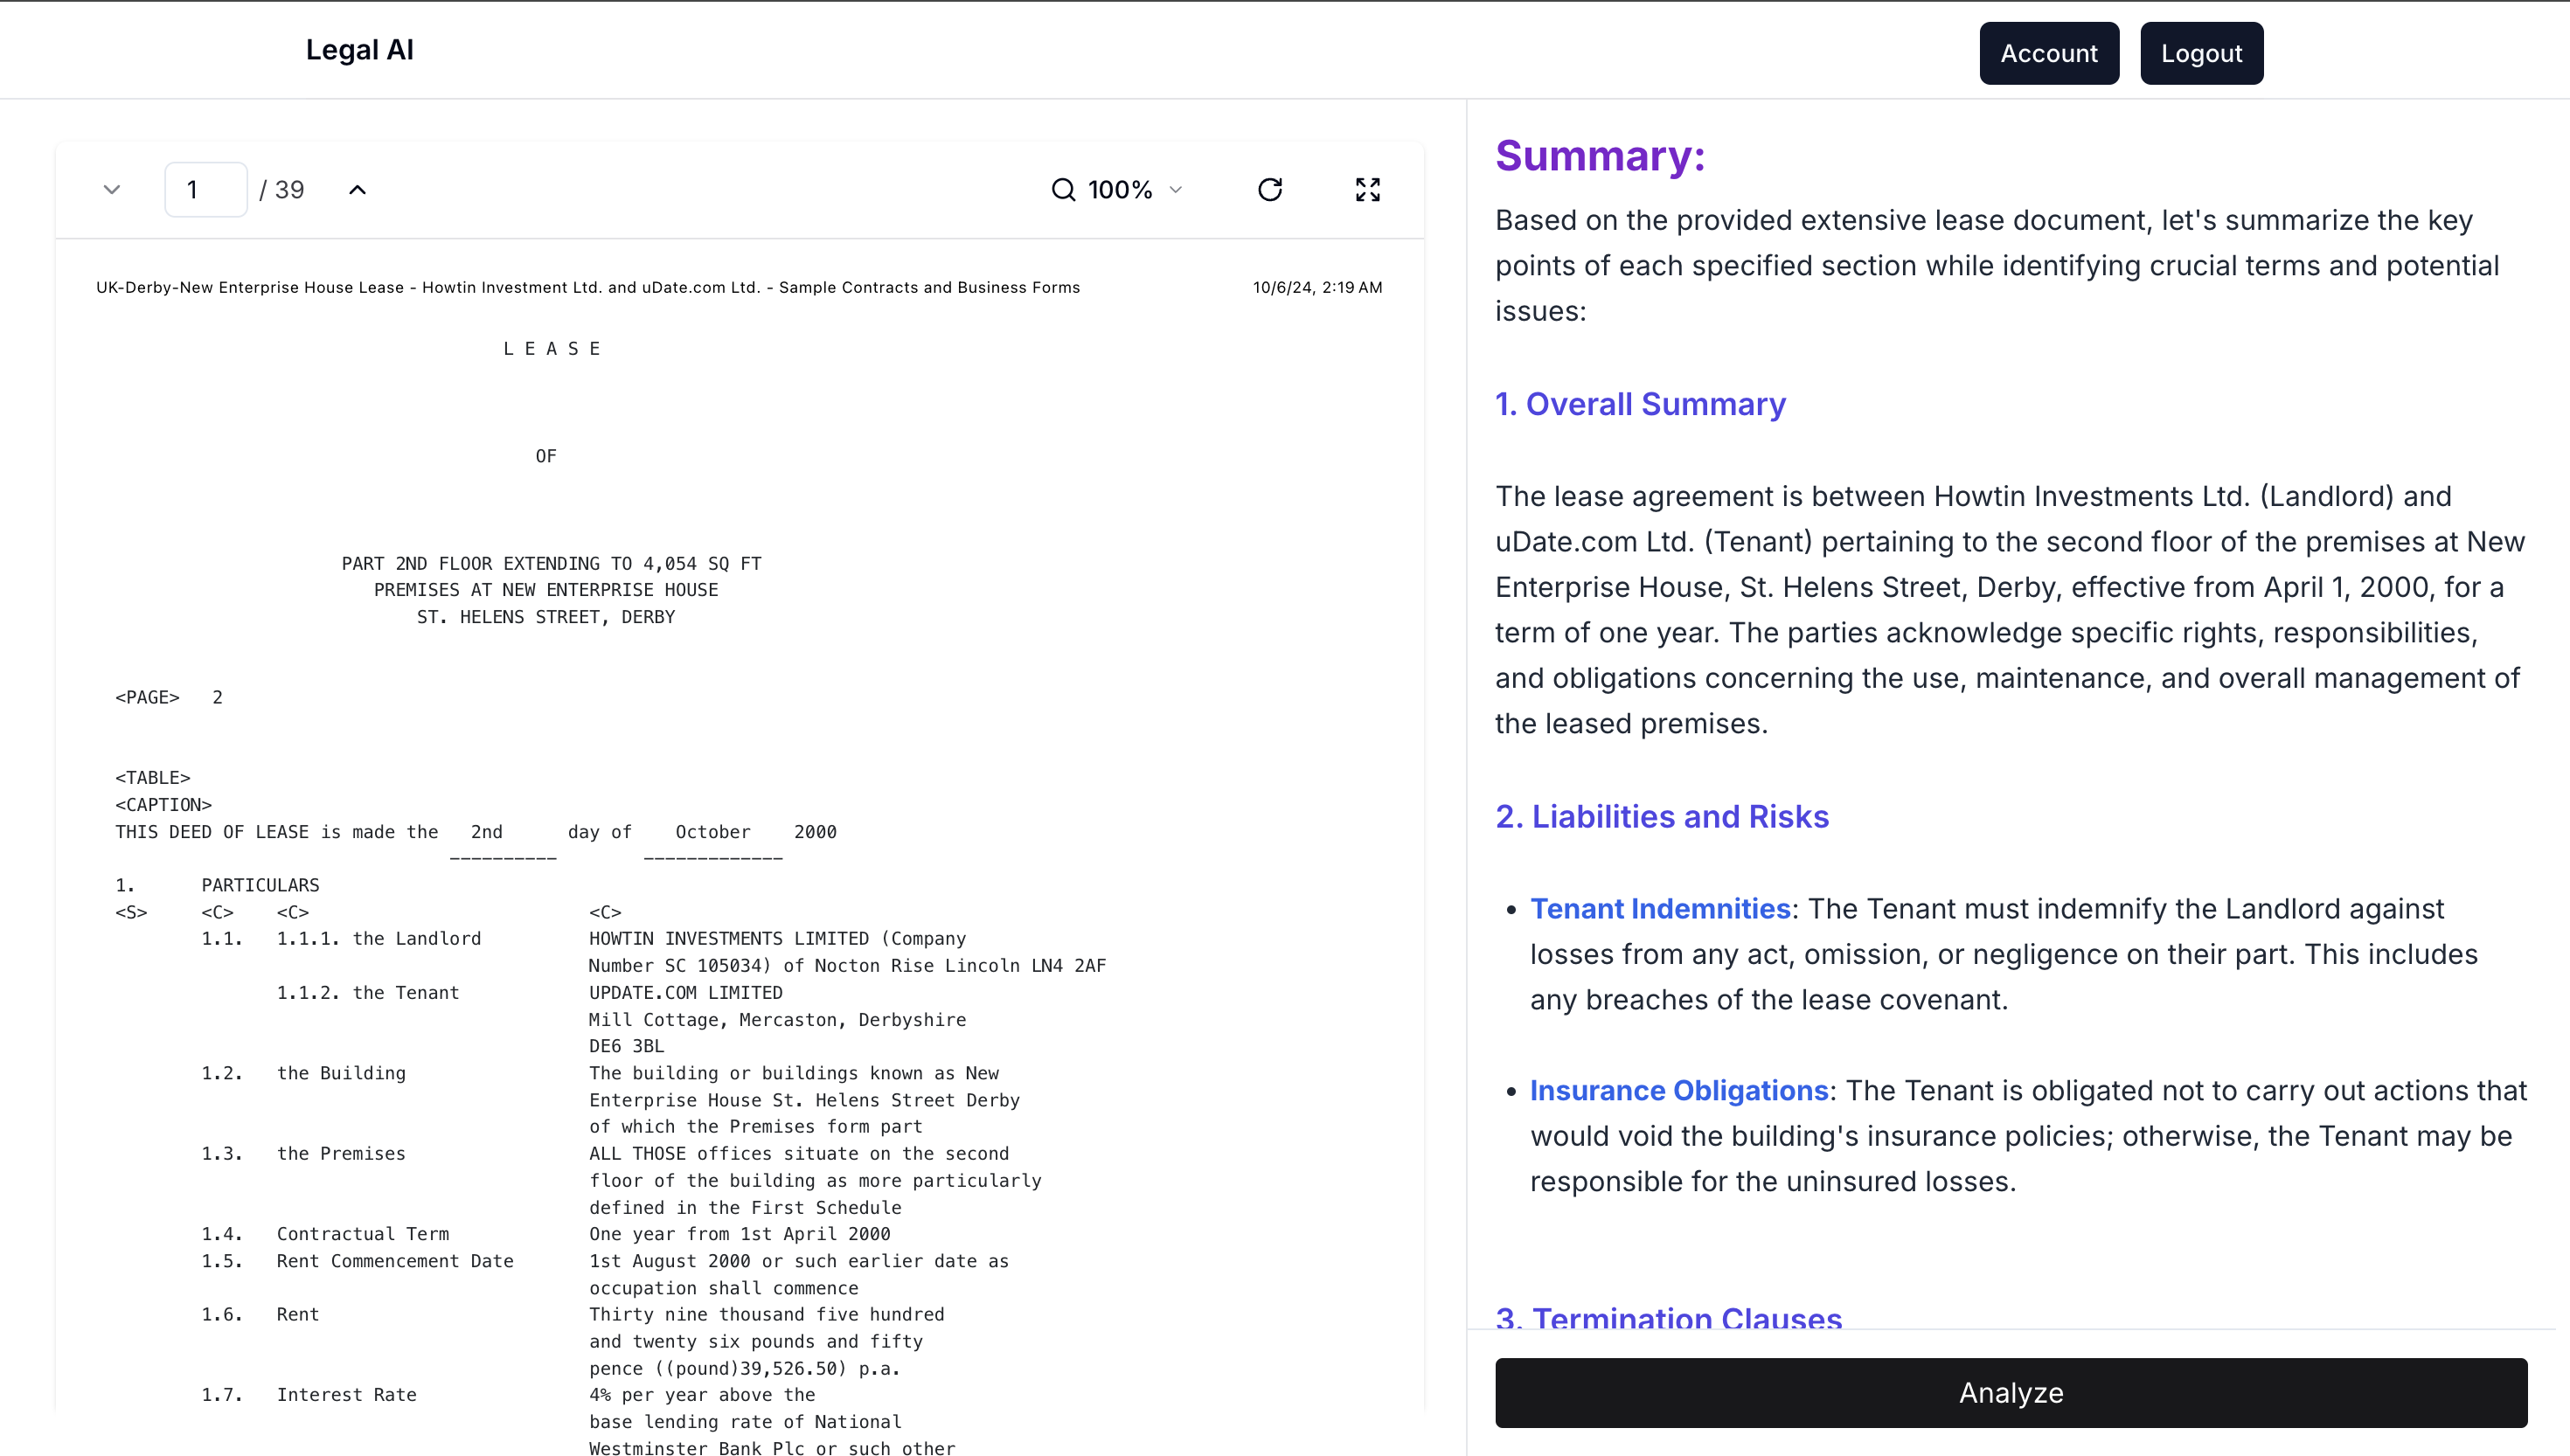 Legal AI
Account
Logout
1 / 39
100%
UK-Derby-New Enterprise House Lease - Howtin Investment Ltd. and uDate.com Ltd. - Sample Contracts and Business Forms 10/6/24, 2:19 AM
L E A S E
OF
PART 2ND FLOOR EXTENDING TO 4,054 SQ FT
PREMISES AT NEW ENTERPRISE HOUSE
ST. HELENS STREET, DERBY
<PAGE> 2
<TABLE>
<CAPTION>
THIS DEED OF LEASE is made the 2nd day of October 2000
---------- -------------
1. PARTICULARS
<S> <C> <C> <C>
1.1. 1.1.1. the Landlord HOWTIN INVESTMENTS LIMITED (Company
Number SC 105034) of Nocton Rise Lincoln LN4 2AF
1.1.2. the Tenant UPDATE.COM LIMITED
Mill Cottage, Mercaston, Derbyshire
DE6 3BL
1.2. the Building The building or buildings known as New
Enterprise House St. Helens Street Derby
of which the Premises form part
1.3. the Premises ALL THOSE offices situate on the second
floor of the building as more particularly
defined in the First Schedule
1.4. Contractual Term One year from 1st April 2000
1.5. Rent Commencement Date 1st August 2000 or such earlier date as
occupation shall commence
1.6. Rent Thirty nine thousand five hundred
and twenty six pounds and fifty
pence ((pound)39,526.50) p.a.
1.7. Interest Rate 4% per year above the
base lending rate of National
Westminster Bank Plc or such other
Summary:
Based on the provided extensive lease document, let's summarize the key
points of each specified section while identifying crucial terms and potential
issues:
1. Overall Summary
The lease agreement is between Howtin Investments Ltd. (Landlord) and
uDate.com Ltd. (Tenant) pertaining to the second floor of the premises at New
Enterprise House, St. Helens Street, Derby, effective from April 1, 2000, for a
term of one year. The parties acknowledge specific rights, responsibilities,
and obligations concerning the use, maintenance, and overall management of
the leased premises.
2. Liabilities and Risks
• Tenant Indemnities: The Tenant must indemnify the Landlord against
losses from any act, omission, or negligence on their part. This includes
any breaches of the lease covenant.
• Insurance Obligations: The Tenant is obligated not to carry out actions that
would void the building's insurance policies; otherwise, the Tenant may be
responsible for the uninsured losses.
3. Termination Clauses
Analyze